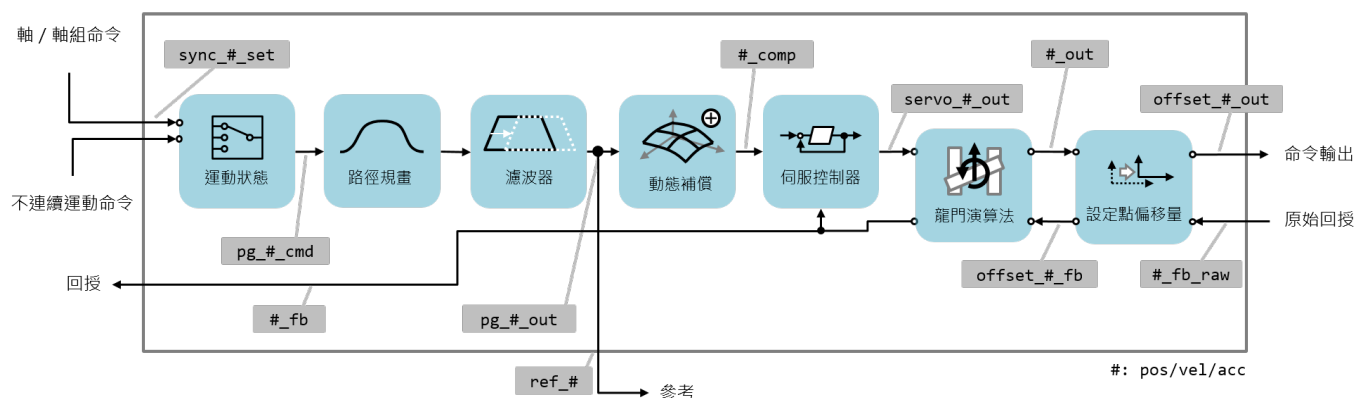 軸 / 軸組命令
sync_#_set
#_comp
#_out
servo_#_out
offset_#_out
運動狀態
路徑規畫
濾波器
動態補償
伺服控制器
龍門演算法
設定點偏移量
命令輸出
不連續運動命令
原始回授
pg_#_cmd
offset_#_fb
#_fb_raw
回授
#_fb
pg_#_out
ref_#
#: pos/vel/acc
參考